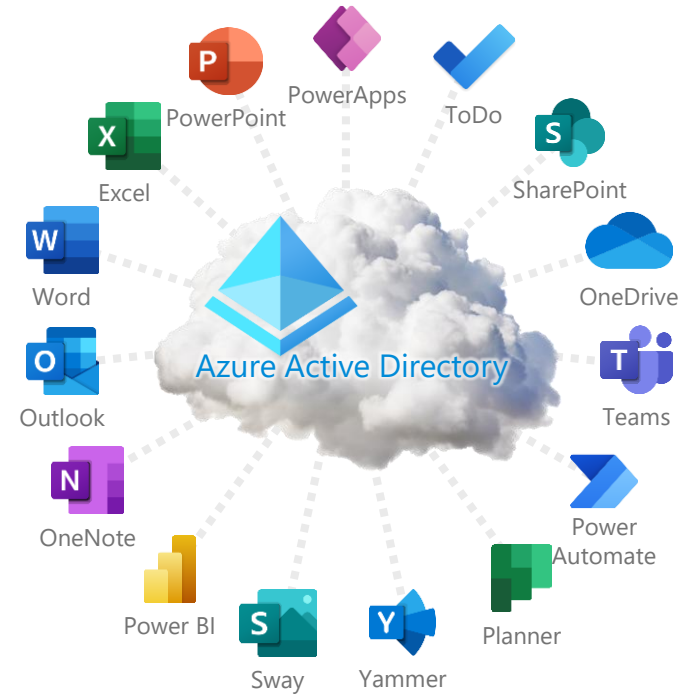 P
PowerPoint
PowerApps
ToDo
X
Excel
S
SharePoint
W
Word
OneDrive
Azure Active Directory
O
Outlook
T
Teams
N
OneNote
Power
Automate
Power BI
S
Sway
Y
Yammer
Planner